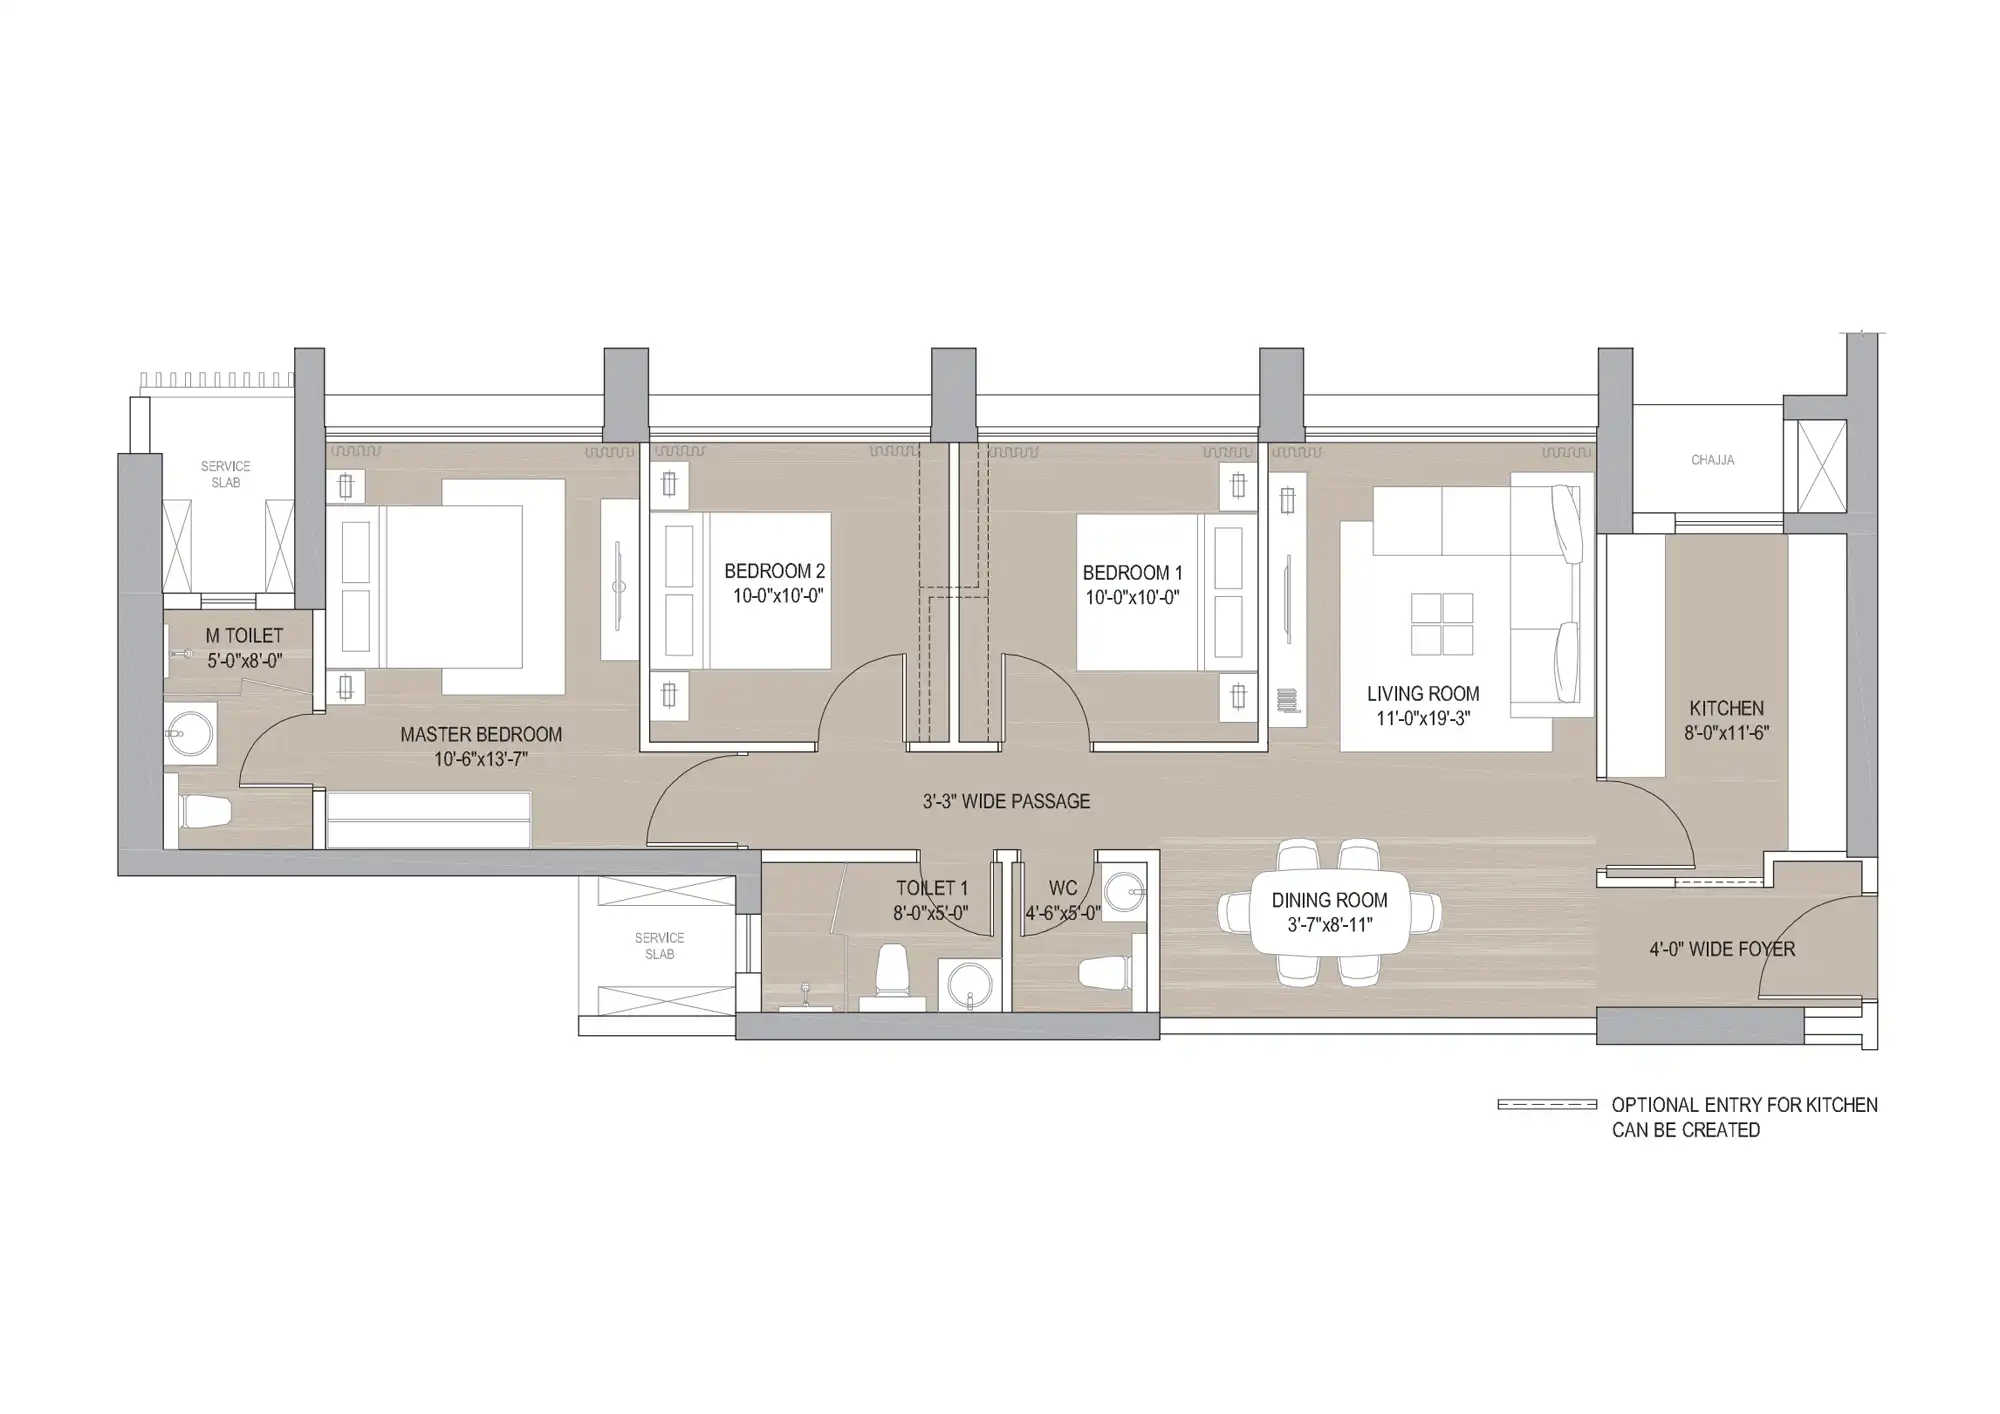 SERVICE
SLAB
CHAJJA
M TOILET
5'-0"x8'-0"
MASTER BEDROOM
10'-6"x13'-7"
BEDROOM 2
10-0"x10'-0"
BEDROOM 1
10'-0"x10'-0"
LIVING ROOM
11'-0"x19'-3"
KITCHEN
8'-0"x11'-6"
3'-3" WIDE PASSAGE
TOILET 1
8'-0"x5'-0"
WC
4'-6"x5'-0"
DINING ROOM
3'-7"x8'-11"
4'-0" WIDE FOYER
SERVICE
SLAB
OPTIONAL ENTRY FOR KITCHEN
CAN BE CREATED